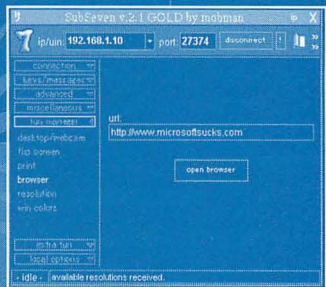 SubSeven v.2.1 GOLD by mobman
ip/uin: 192.168.1.10 port: 27374 disconnect
connection
keys/messages
advanced
miscellaneous
fun manager
desktop/webcam
flip screen
print
browser
resolution
win colors
extra fun
local options
url:
http://www.microsoftsucks.com
open browser
- idle - available resolutions received.